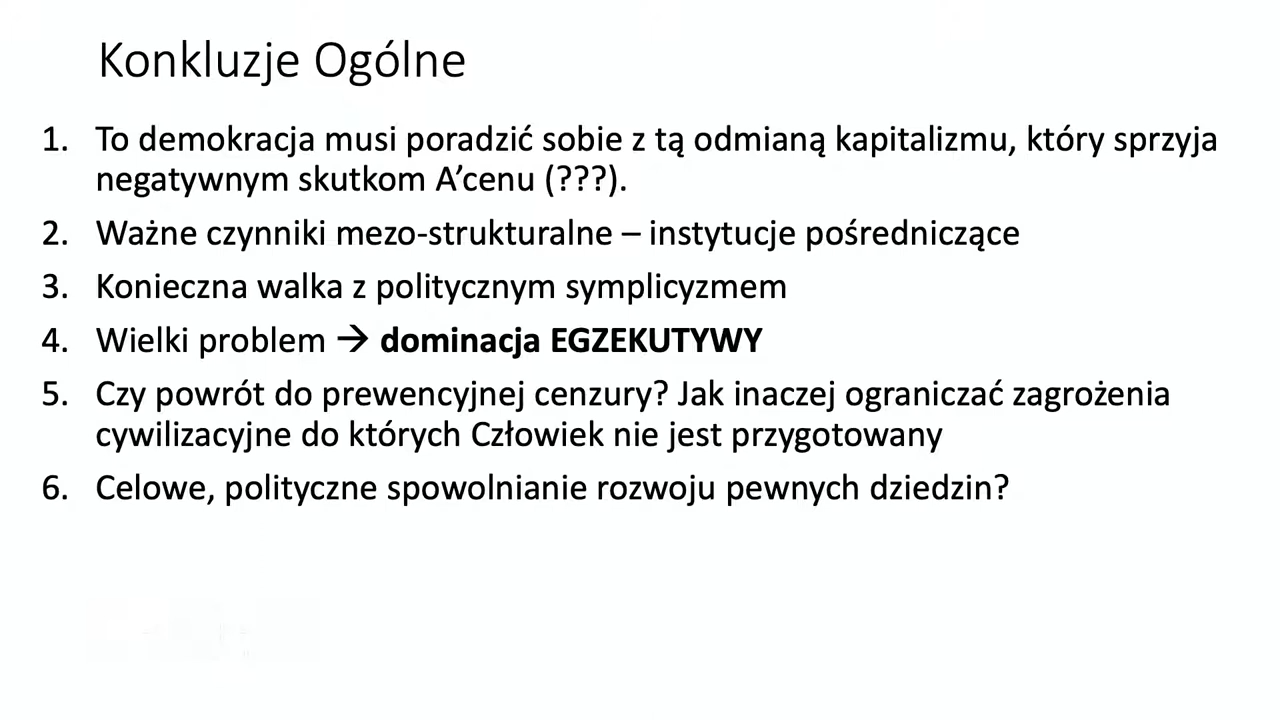 Konkluzje Ogólne
1. To demokracja musi poradzić sobie z tą odmianą kapitalizmu, który sprzyja
negatywnym skutkom A’cenu (???).
2. Ważne czynniki mezo-strukturalne – instytucje pośredniczące
3. Konieczna walka z politycznym symplicyzmem
4. Wielki problem → dominacja EGZEKUTYWY
5. Czy powrót do prewencyjnej cenzury? Jak inaczej ograniczać zagrożenia
cywilizacyjne do których Człowiek nie jest przygotowany
6. Celowe, polityczne spowolnianie rozwoju pewnych dziedzin?